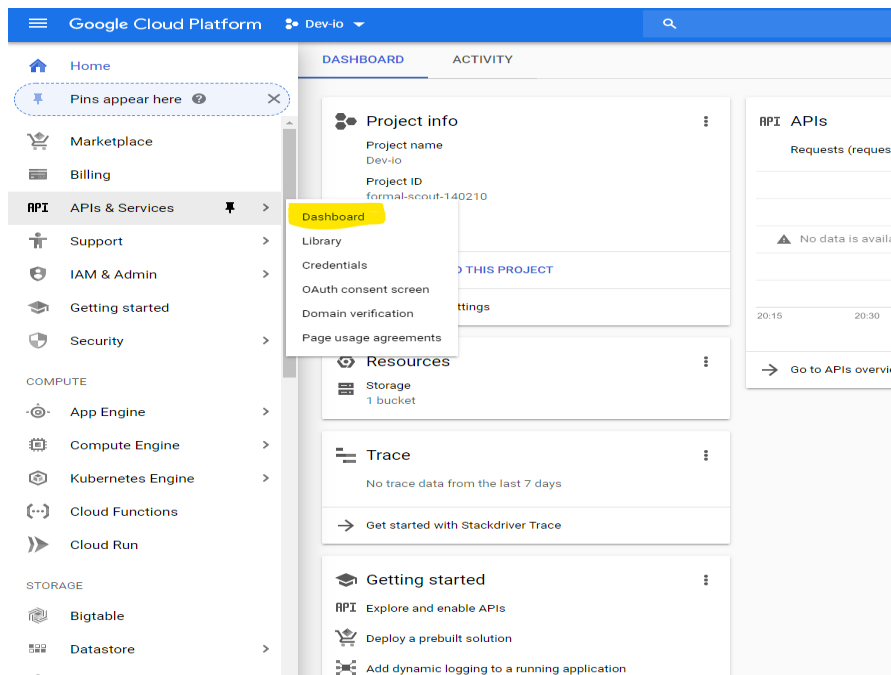 Google Cloud Platform
Dev-io
Home
Pins appear here
Marketplace
Billing
API APIs & Services
Support
IAM & Admin
Getting started
Security
COMPUTE
App Engine
Compute Engine
Kubernetes Engine
Cloud Functions
Cloud Run
STORAGE
Bigtable
Datastore
Dashboard
Library
Credentials
OAuth consent screen
Domain verification
Page usage agreements
DASHBOARD
ACTIVITY
Project info
Project name
Dev-io
Project ID
formal-scout-140210
O THIS PROJECT
ttings
Resources
Storage
1 bucket
Trace
No trace data from the last 7 days
Get started with Stackdriver Trace
Getting started
API Explore and enable APIs
Deploy a prebuilt solution
Add dynamic logging to a running application
API APIs
Requests (reques
No data is availa
20:15
20:30
Go to APIs overvie